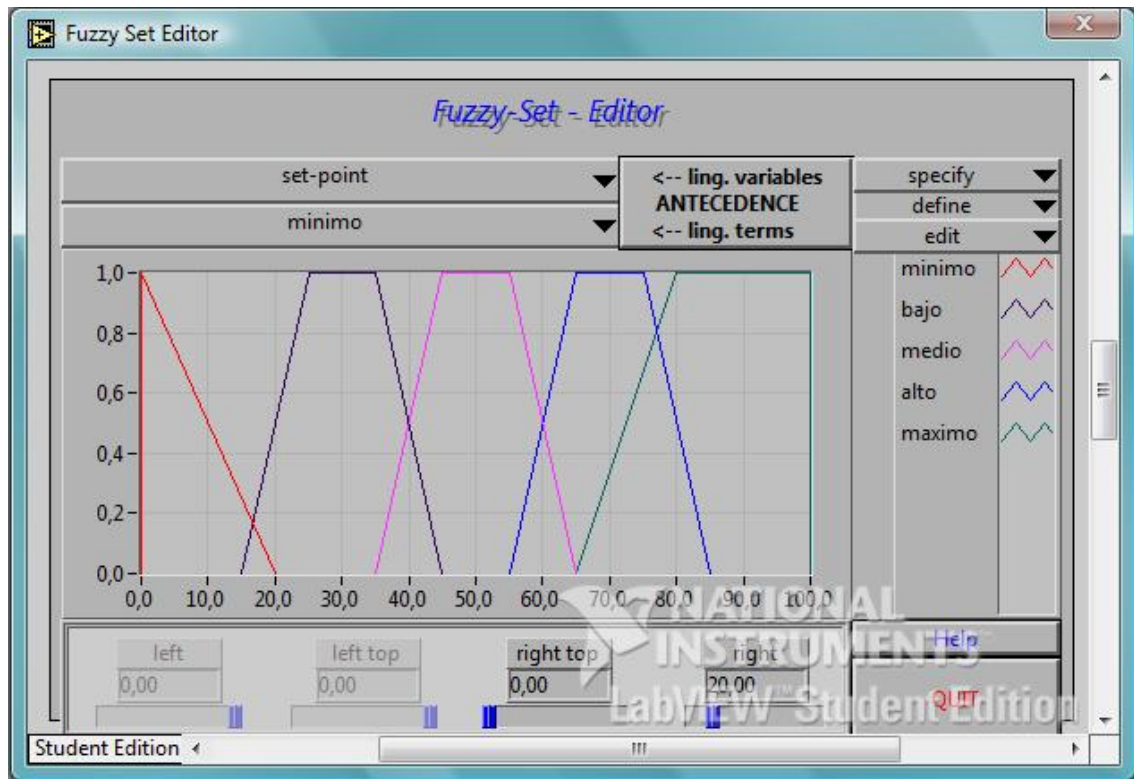 Fuzzy Set Editor
X
Fuzzy-Set - Editor
set-point
<-- ling. variables
specify
ANTECEDENCE
define
minimo
<-- ling. terms
edit
minimo
bajo
medio
alto
maximo
1,0
0,8
0,6
0,4
0,2
0,0
0,0 10,0 20,0 30,0 40,0 50,0 60,0 70,0 80,0 90,0 100,0
NATIONAL
INSTRUMENTS™
LabVIEW™ Student Edition
left left top right top right
0,00 0,00 0,00 20,00
Help
QUIT
Student Edition